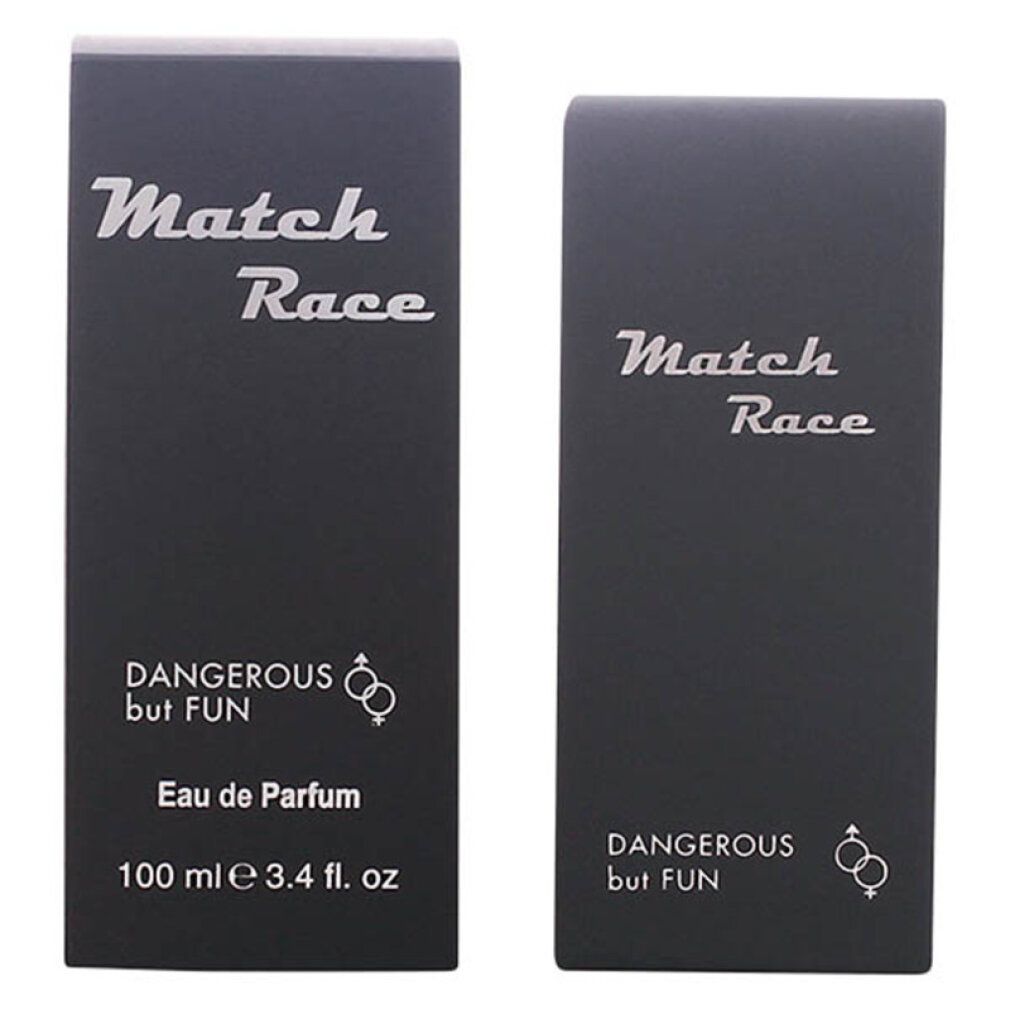 Match
Race
DANGEROUS
but FUN
Eau de Parfum
100 ml ℮ 3.4 fl. oz
Match
Race
DANGEROUS
but FUN